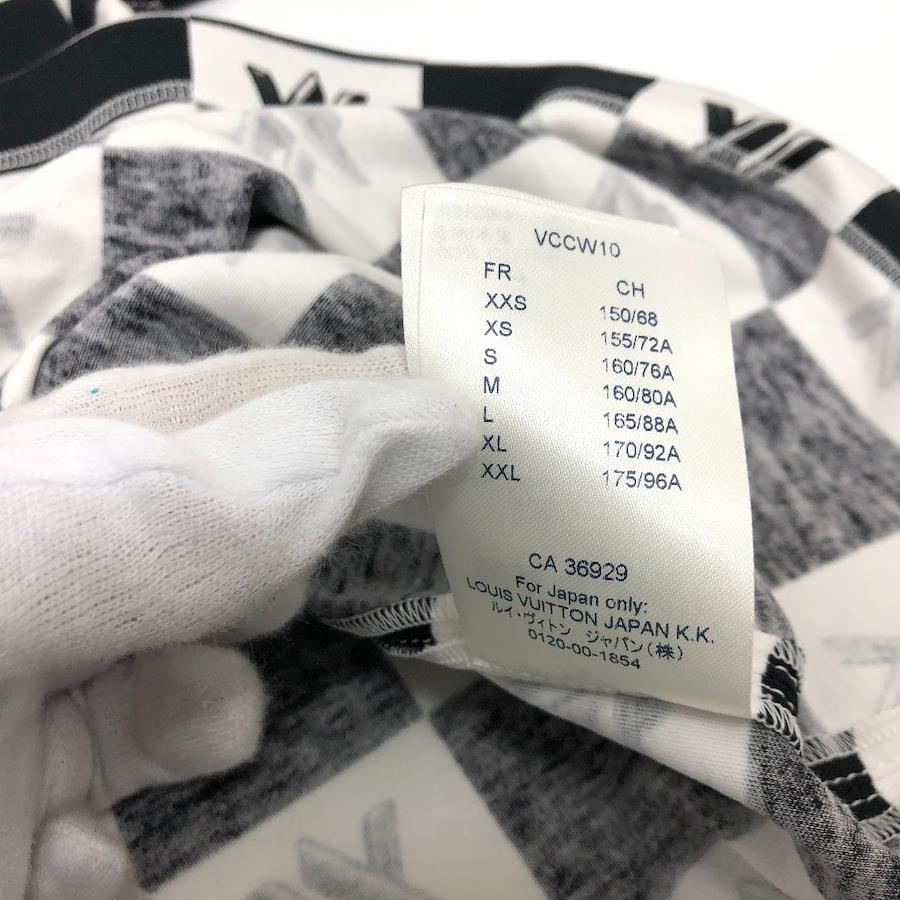 VCCW10
FR CH
XXS 150/68
XS 155/72A
S 160/76A
M 160/80A
L 165/88A
XL 170/92A
XXL 175/96A
CA 36929
For Japan only:
LOUIS VUITTON JAPAN K.K.
ルイ・ヴィトン ジャパン(株)
0120-00-1854